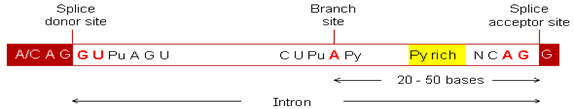 Splice donor site
Branch site
Splice acceptor site
A/C A G G U Pu A G U C U Pu A Py Py rich N C A G G
20 - 50 bases
Intron